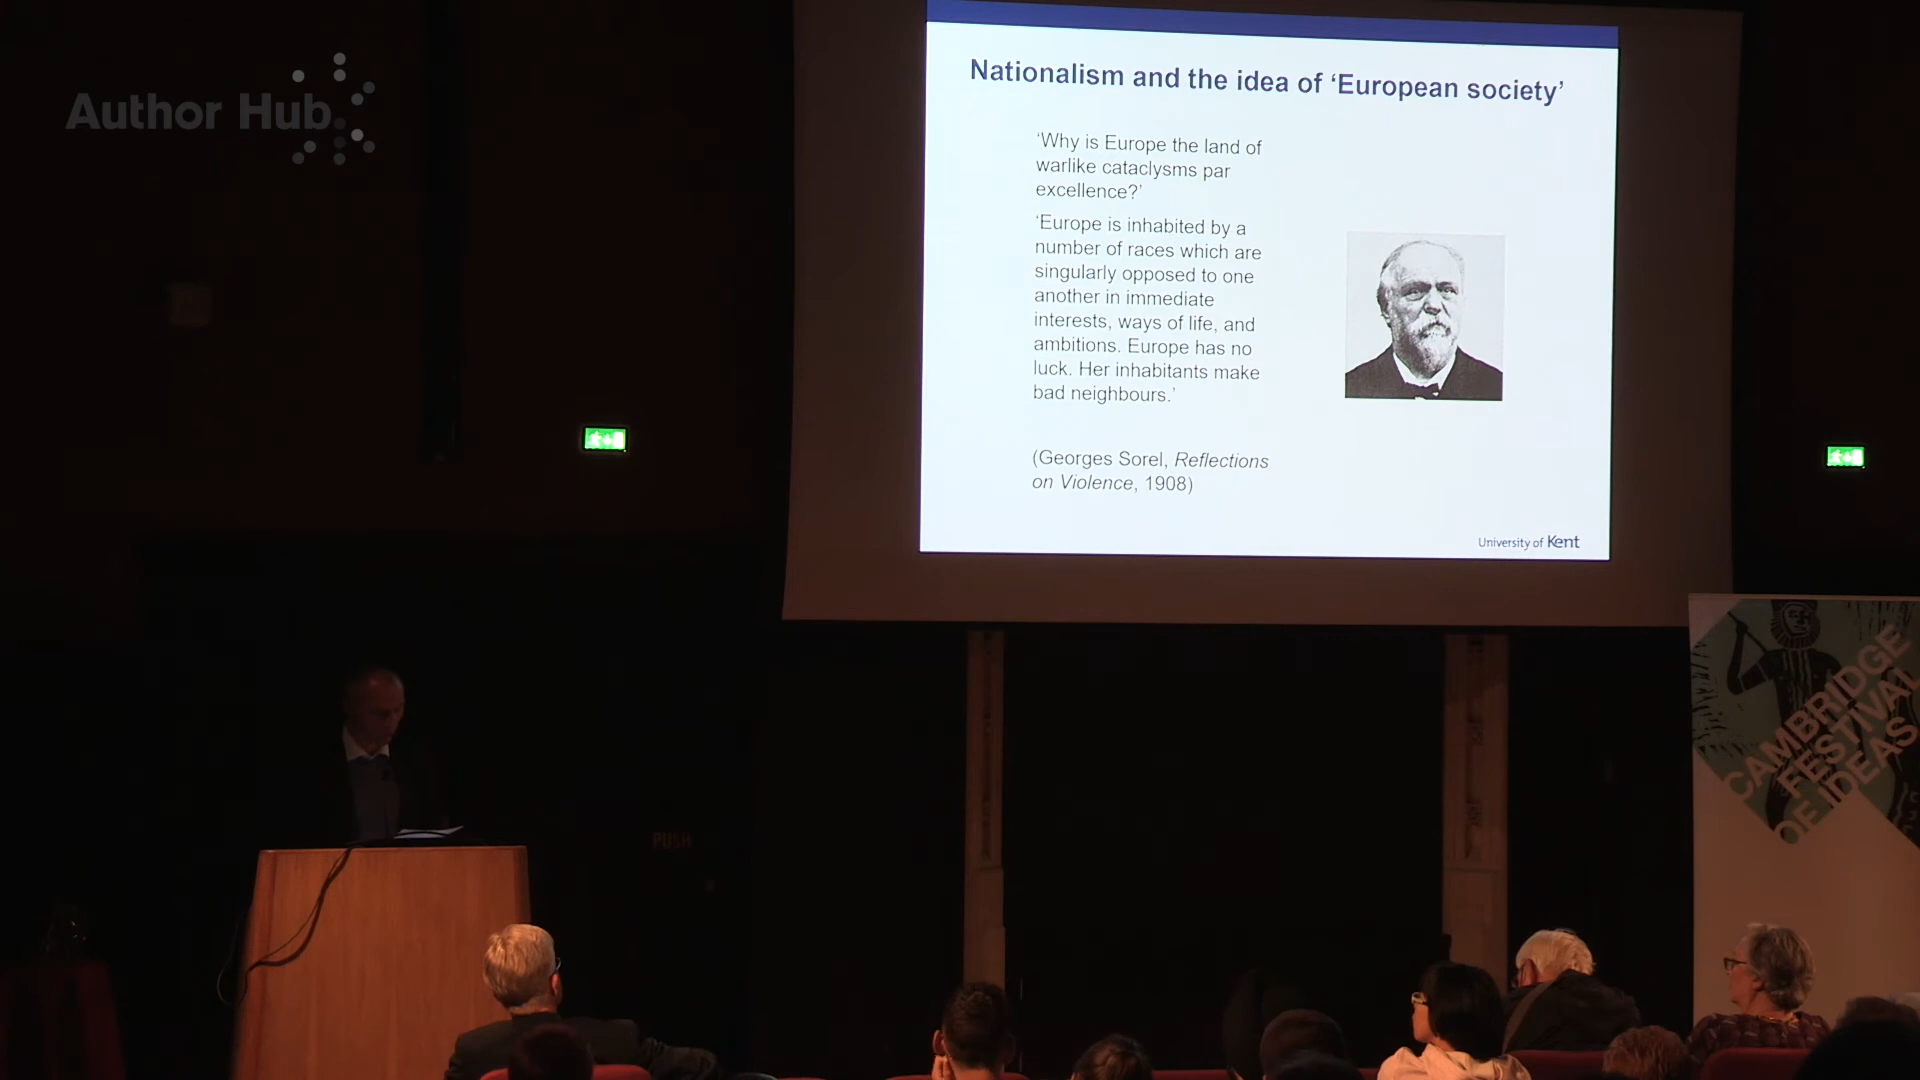 Author Hub
Nationalism and the idea of ‘European society’
‘Why is Europe the land of
warlike cataclysms par
excellence?’
‘Europe is inhabited by a
number of races which are
singularly opposed to one
another in immediate
interests, ways of life, and
ambitions. Europe has no
luck. Her inhabitants make
bad neighbours.’
(Georges Sorel, Reflections
on Violence, 1908)
University of Kent
PUSH
CAMBRIDGE
FESTIVAL
OF IDEAS